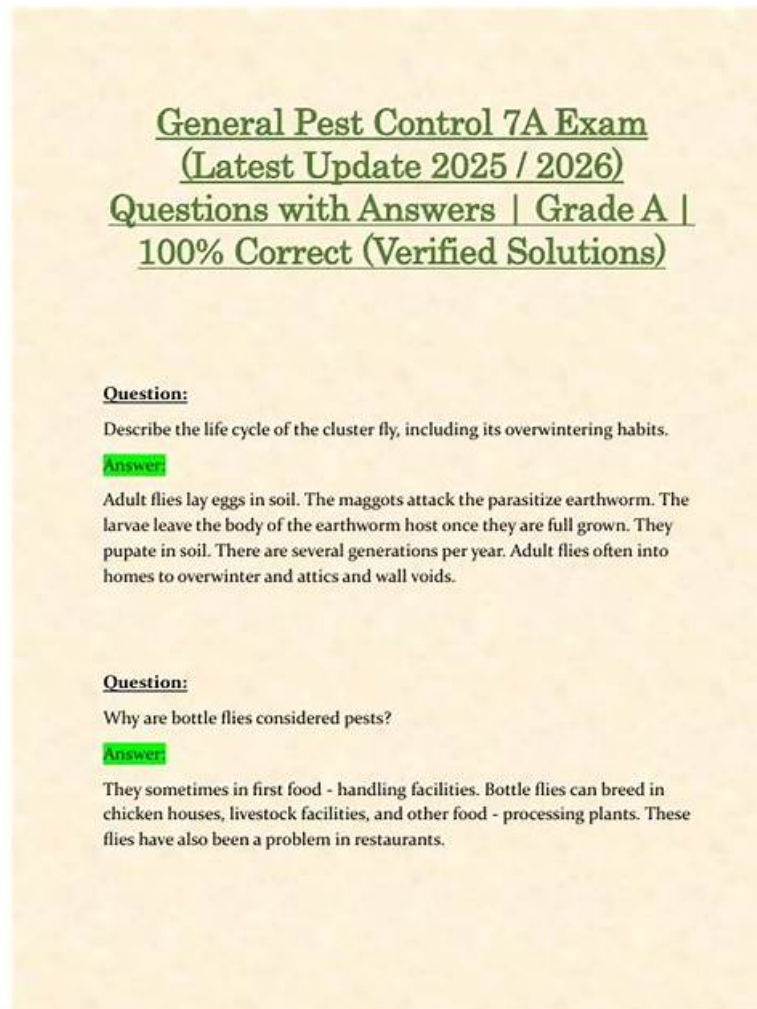 General Pest Control 7A Exam
(Latest Update 2025 / 2026)
Questions with Answers | Grade A |
100% Correct (Verified Solutions)
Question:
Describe the life cycle of the cluster fly, including its overwintering habits.
Answer:
Adult flies lay eggs in soil. The maggots attack the parasitize earthworm. The
larvae leave the body of the earthworm host once they are full grown. They
pupate in soil. There are several generations per year. Adult flies often into
homes to overwinter and attics and wall voids.
Question:
Why are bottle flies considered pests?
Answer:
They sometimes in first food - handling facilities. Bottle flies can breed in
chicken houses, livestock facilities, and other food - processing plants. These
flies have also been a problem in restaurants.